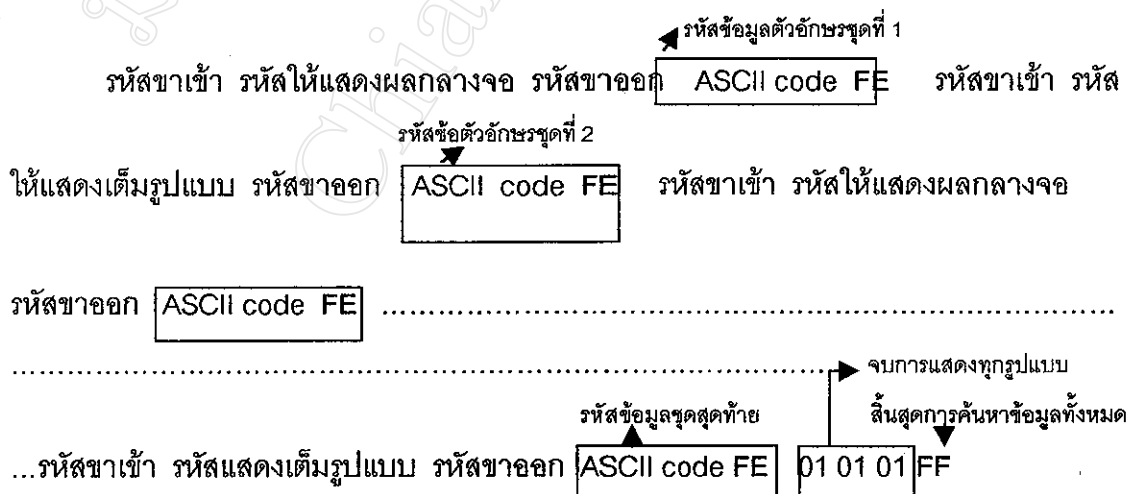 รหัสข้อมูลตัวอักษรชุดที่ 1
รหัสขาเข้า รหัสให้แสดงผลกลางจอ รหัสขาออก ASCII code FE รหัสขาเข้า รหัส
รหัสข้อตัวอักษรชุดที่ 2
ให้แสดงเต็มรูปแบบ รหัสขาออก ASCII code FE รหัสขาเข้า รหัสให้แสดงผลกลางจอ
รหัสขาออก ASCII code FE ................................................................................
................................................................................ จบการแสดงทุกรูปแบบ
รหัสข้อมูลชุดสุดท้าย สิ้นสุดการค้นหาข้อมูลทั้งหมด
...รหัสขาเข้า รหัสแสดงเต็มรูปแบบ รหัสขาออก ASCII code FE 01 01 01 FF